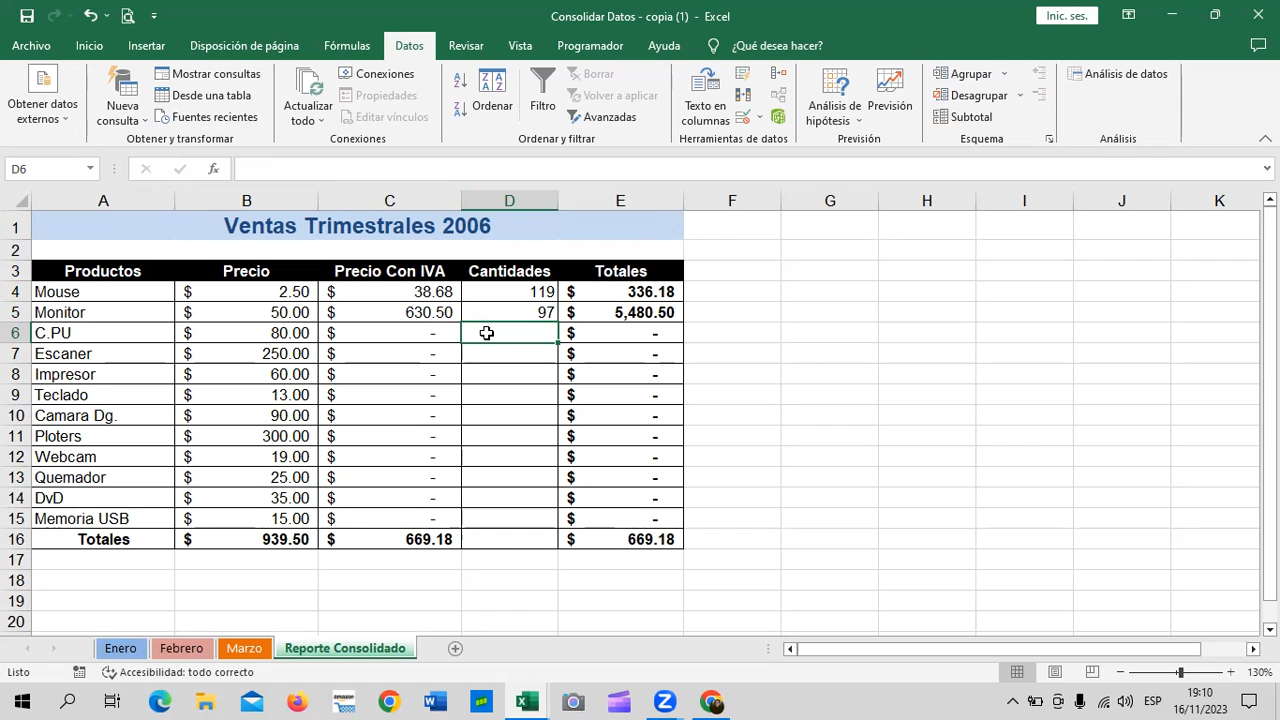 Consolidar Datos - copia (1) - Excel
Inic. ses.
Archivo Inicio Insertar Disposición de página Fórmulas Datos Revisar Vista Programador Ayuda ¿Qué desea hacer?
Obtener datos externos
Nueva consulta
Mostrar consultas
Desde una tabla
Fuentes recientes
Obtener y transformar
Actualizar todo
Conexiones
Propiedades
Editar vínculos
Conexiones
Ordenar
Filtro
Borrar
Volver a aplicar
Avanzadas
Ordenar y filtrar
Texto en columnas
Herramientas de datos
Análisis de hipótesis
Previsión
Previsión
Agrupar
Desagrupar
Subtotal
Esquema
Análisis de datos
Análisis
D6
fx
A B C D E F G H I J K
1 Ventas Trimestrales 2006
2
3 Productos Precio Precio Con IVA Cantidades Totales
4 Mouse $ 2.50 $ 38.68 119 $ 336.18
5 Monitor $ 50.00 $ 630.50 97 $ 5,480.50
6 C.PU $ 80.00 $ - $ -
7 Escaner $ 250.00 $ - $ -
8 Impresor $ 60.00 $ - $ -
9 Teclado $ 13.00 $ - $ -
10 Camara Dg. $ 90.00 $ - $ -
11 Ploters $ 300.00 $ - $ -
12 Webcam $ 19.00 $ - $ -
13 Quemador $ 25.00 $ - $ -
14 DvD $ 35.00 $ - $ -
15 Memoria USB $ 15.00 $ - $ -
16 Totales $ 939.50 $ 669.18 $ 669.18
17
18
19
20
Enero Febrero Marzo Reporte Consolidado
Listo Accesibilidad: todo correcto 130%
ESP 19:10
16/11/2023